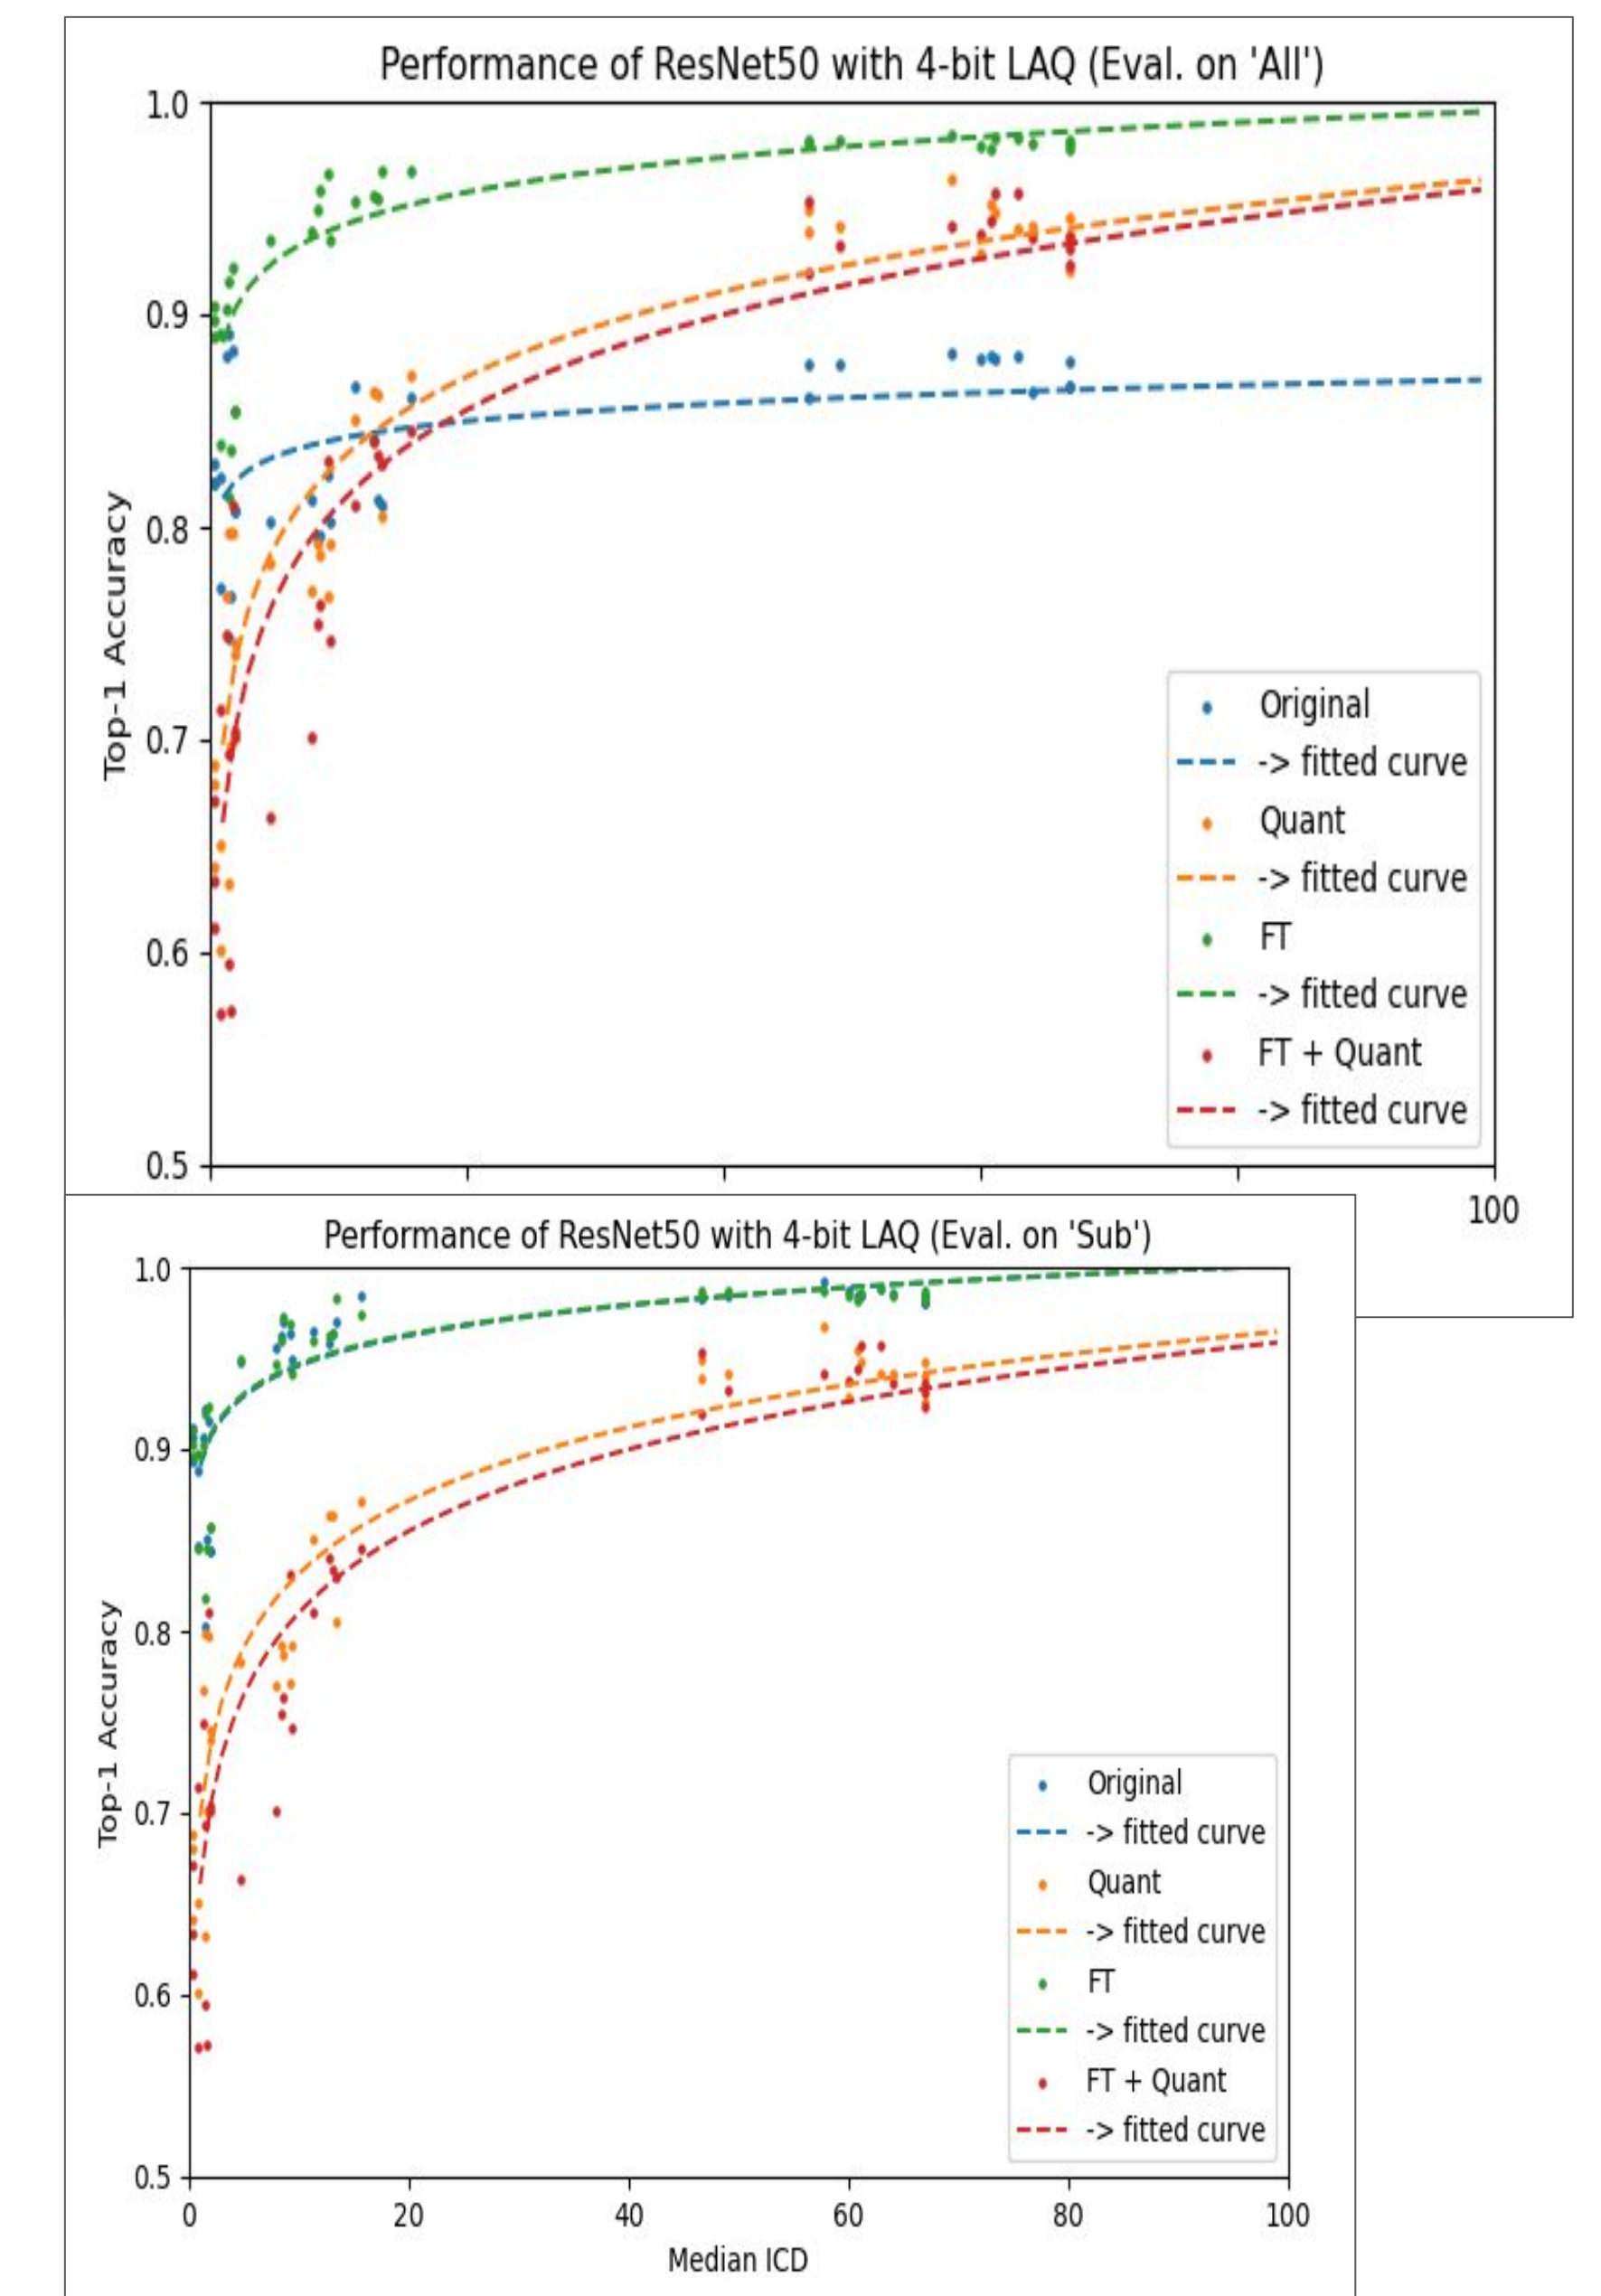 Performance of ResNet50 with 4-bit LAQ (Eval. on 'All')
1.0
0.9
0.8
0.7
0.6
0.5
Top-1 Accuracy
Original
-> fitted curve
Quant
-> fitted curve
FT
-> fitted curve
FT + Quant
-> fitted curve
100
Performance of ResNet50 with 4-bit LAQ (Eval. on 'Sub')
1.0
0.9
0.8
0.7
0.6
0.5
Top-1 Accuracy
Original
-> fitted curve
Quant
-> fitted curve
FT
-> fitted curve
FT + Quant
-> fitted curve
0 20 40 60 80 100
Median ICD